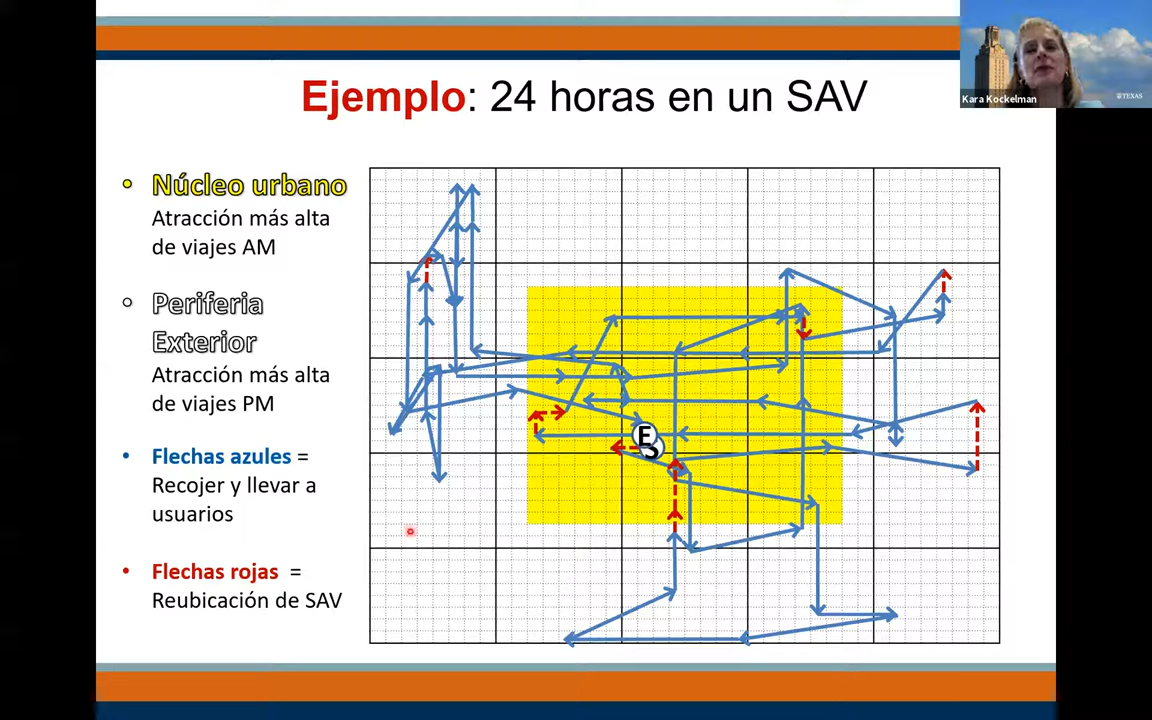 Ejemplo: 24 horas en un SAV
Kara Kockelman
TEXAS
• Núcleo urbano
Atracción más alta
de viajes AM
◦ Periferia
Exterior
Atracción más alta
de viajes PM
• Flechas azules =
Recojer y llevar a
usuarios
• Flechas rojas =
Reubicación de SAV
E
S